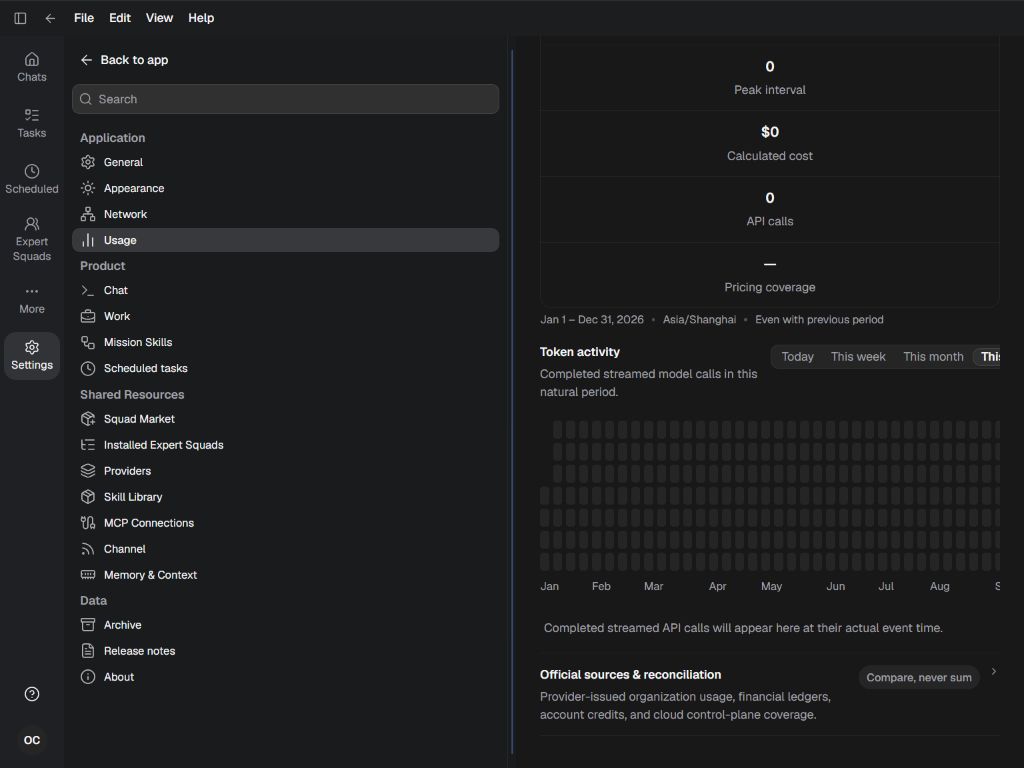 File Edit View Help
Chats
Tasks
Scheduled
Expert
Squads
More
Settings
OC
Back to app
Search
Application
General
Appearance
Network
Usage
Product
Chat
Work
Mission Skills
Scheduled tasks
Shared Resources
Squad Market
Installed Expert Squads
Providers
Skill Library
MCP Connections
Channel
Memory & Context
Data
Archive
Release notes
About
0
Peak interval
$0
Calculated cost
0
API calls
—
Pricing coverage
Jan 1 – Dec 31, 2026 • Asia/Shanghai • Even with previous period
Token activity
Today This week This month This
Completed streamed model calls in this
natural period.
Jan Feb Mar Apr May Jun Jul Aug S
Completed streamed API calls will appear here at their actual event time.
Official sources & reconciliation
Compare, never sum
Provider-issued organization usage, financial ledgers,
account credits, and cloud control-plane coverage.